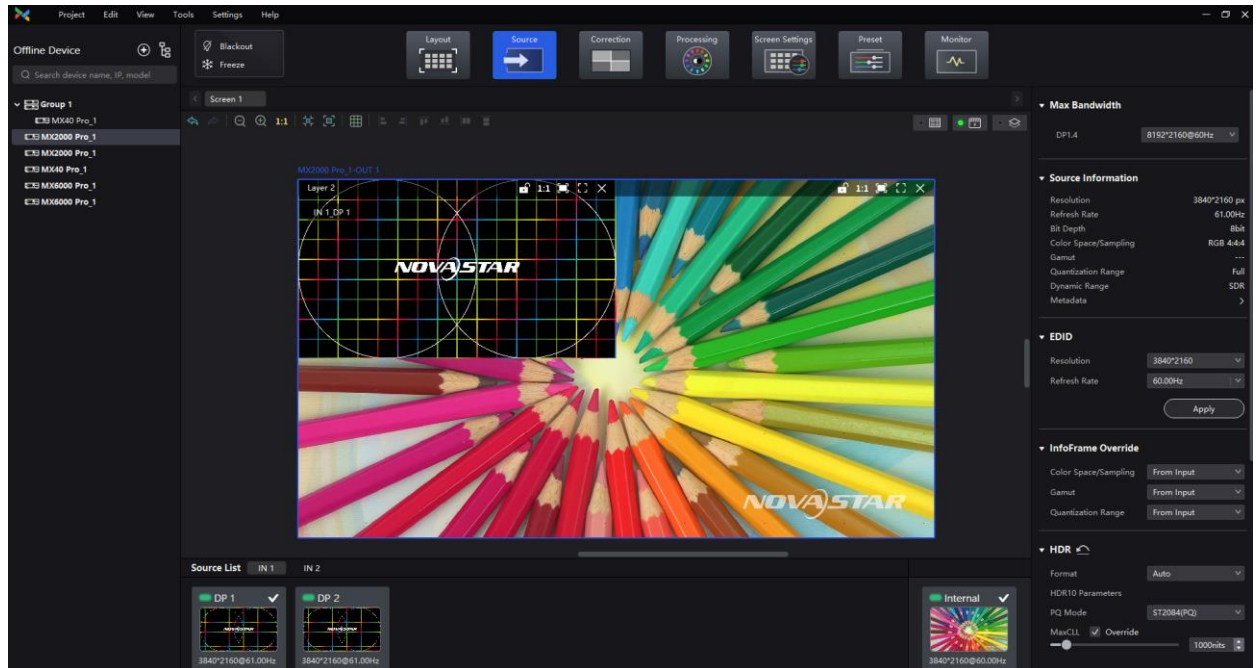 Project Edit View Tools Settings Help
Offline Device
Search device name, IP, model
Group 1
MX40 Pro_1
MX2000 Pro_1
MX2000 Pro_1
MX40 Pro_1
MX6000 Pro_1
MX6000 Pro_1
Blackout
Freeze
Layout
Source
Correction
Processing
Screen Settings
Preset
Monitor
Screen 1
1:1
MX2000 Pro_1-OUT 1
Layer 2
1:1
1:1
IN 1_DP 1
NOVASTAR
NOVASTAR
Source List IN 1 IN 2
DP 1
NOVASTAR
3840*2160@61.00Hz
DP 2
NOVASTAR
3840*2160@61.00Hz
Internal
3840*2160@60.00Hz
Max Bandwidth
DP1.4 8192*2160@60Hz
Source Information
Resolution 3840*2160 px
Refresh Rate 61.00Hz
Bit Depth 8bit
Color Space/Sampling RGB 4:4:4
Gamut ---
Quantization Range Full
Dynamic Range SDR
Metadata >
EDID
Resolution 3840*2160
Refresh Rate 60.00Hz
Apply
InfoFrame Override
Color Space/Sampling From Input
Gamut From Input
Quantization Range From Input
HDR
Format Auto
HDR10 Parameters
PQ Mode ST2084(PQ)
MaxCLL Override
1000nits